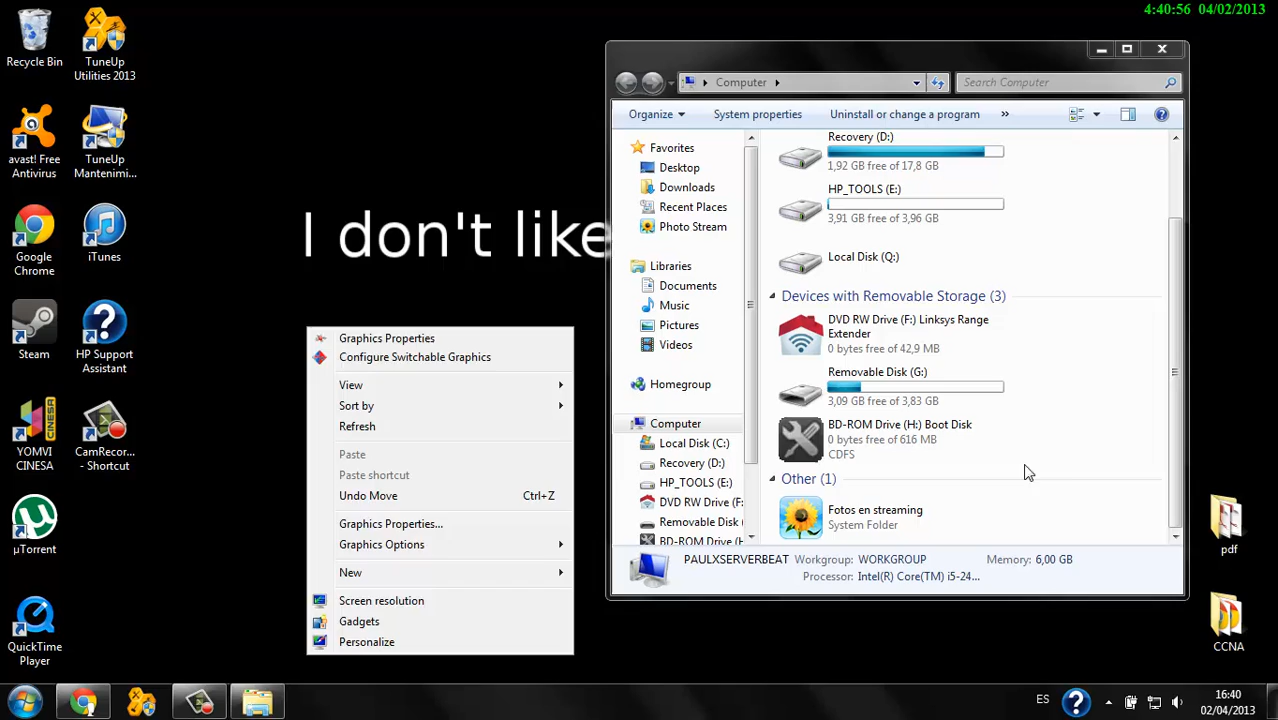 4:40:56 04/02/2013
Recycle Bin
TuneUp
Utilities 2013
avast! Free
Antivirus
TuneUp
Mantenimi...
Google
Chrome
iTunes
Steam
HP Support
Assistant
YOMVI
CINESA
CamRecor...
- Shortcut
µTorrent
QuickTime
Player
I don't like
Graphics Properties
Configure Switchable Graphics
View
Sort by
Refresh
Paste
Paste shortcut
Undo Move Ctrl+Z
Graphics Properties...
Graphics Options
New
Screen resolution
Gadgets
Personalize
Computer
Search Computer
Organize System properties Uninstall or change a program »
Favorites
Desktop
Downloads
Recent Places
Photo Stream
Libraries
Documents
Music
Pictures
Videos
Homegroup
Computer
Local Disk (C:)
Recovery (D:)
HP_TOOLS (E:)
DVD RW Drive (F:
Removable Disk (
BD-ROM Drive (H
Recovery (D:)
1,92 GB free of 17,8 GB
HP_TOOLS (E:)
3,91 GB free of 3,96 GB
Local Disk (Q:)
Devices with Removable Storage (3)
DVD RW Drive (F:) Linksys Range
Extender
0 bytes free of 42,9 MB
Removable Disk (G:)
3,09 GB free of 3,83 GB
BD-ROM Drive (H:) Boot Disk
0 bytes free of 616 MB
CDFS
Other (1)
Fotos en streaming
System Folder
PAULXSERVERBEAT Workgroup: WORKGROUP Memory: 6,00 GB
Processor: Intel(R) Core(TM) i5-24...
pdf
CCNA
ES
16:40
02/04/2013